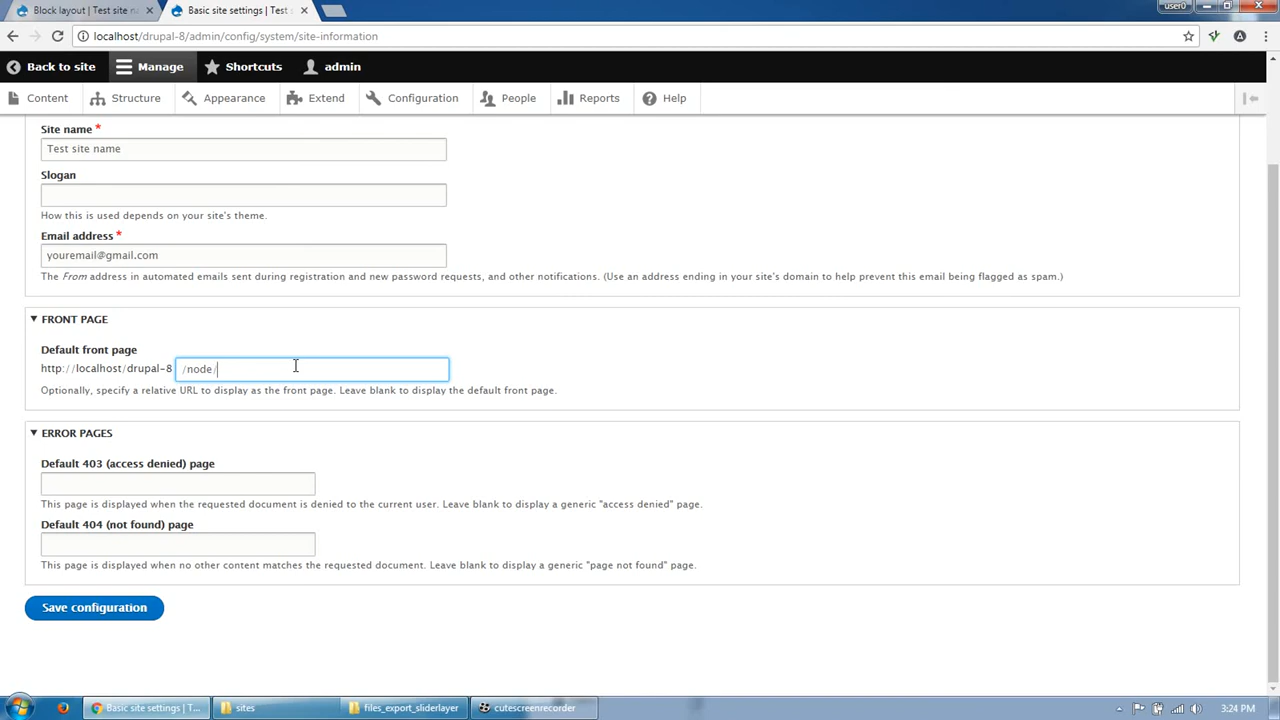 Block layout | Test site na
Basic site settings | Test s
user0
localhost/drupal-8/admin/config/system/site-information
Back to site
Manage
Shortcuts
admin
Content
Structure
Appearance
Extend
Configuration
People
Reports
Help
Site name *
Test site name
Slogan
How this is used depends on your site's theme.
Email address *
youremail@gmail.com
The From address in automated emails sent during registration and new password requests, and other notifications. (Use an address ending in your site's domain to help prevent this email being flagged as spam.)
FRONT PAGE
Default front page
http://localhost/drupal-8 /node/
Optionally, specify a relative URL to display as the front page. Leave blank to display the default front page.
ERROR PAGES
Default 403 (access denied) page
This page is displayed when the requested document is denied to the current user. Leave blank to display a generic "access denied" page.
Default 404 (not found) page
This page is displayed when no other content matches the requested document. Leave blank to display a generic "page not found" page.
Save configuration
Basic site settings | T...
sites
files_export_sliderlayer
cutescreenrecorder
3:24 PM